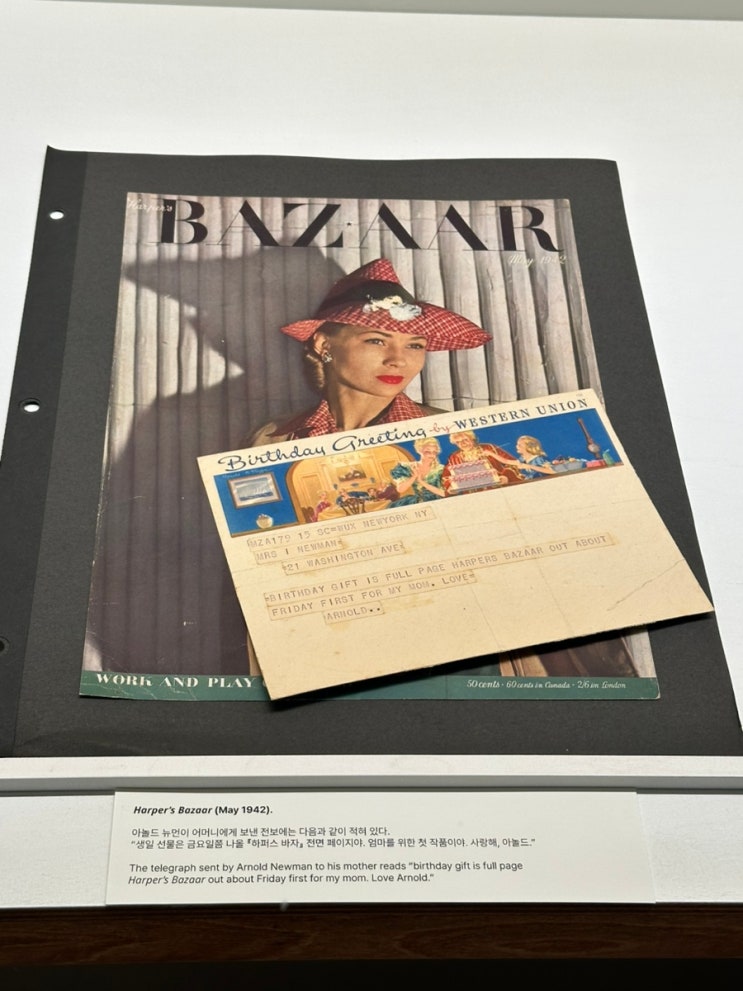 Harper's
BAZAAR
May 1942
Birthday Greeting by WESTERN UNION
MZA179 15 SC=WUX NEWYORK NY
MRS I NEWMAN=
21 WASHINGTON AVE=
=BIRTHDAY GIFT IS FULL PAGE HARPERS BAZAAR OUT ABOUT
FRIDAY FIRST FOR MY MOM. LOVE=
ARNOLD..
WORK AND PLAY
50 cents · 60 cents in Canada · 2/6 in London
Harper's Bazaar (May 1942).
아놀드 뉴먼이 어머니에게 보낸 전보에는 다음과 같이 적혀 있다.
“생일 선물은 금요일쯤 나올 『하퍼스 바자』 전면 페이지야. 엄마를 위한 첫 작품이야. 사랑해, 아놀드.”
The telegraph sent by Arnold Newman to his mother reads “birthday gift is full page
Harper's Bazaar out about Friday first for my mom. Love Arnold.”